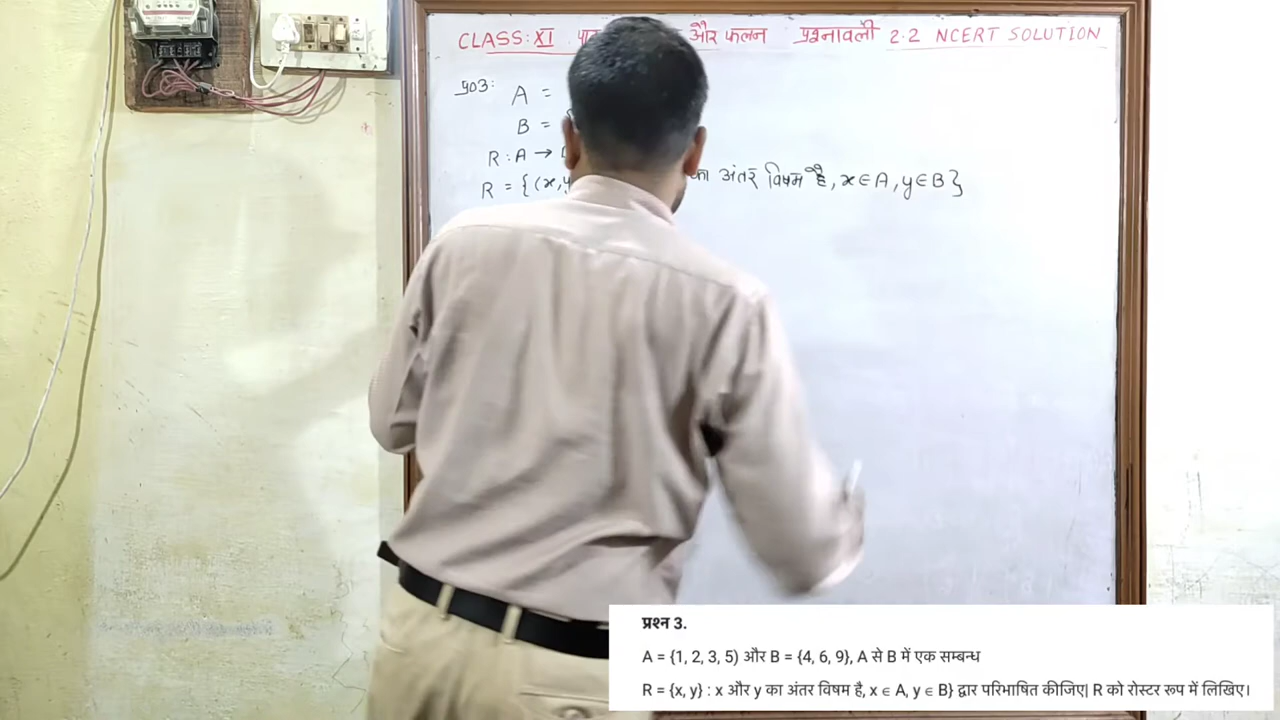 CLASS: XI और फलन प्रश्नावली 2.2 NCERT SOLUTION
प्र03:
A =
B =
R : A →
R = {(x, का अंतर विषम है, x ∈ A, y ∈ B}
प्रश्न 3.
A = {1, 2, 3, 5) और B = {4, 6, 9}, A से B में एक सम्बन्ध
R = {x, y} : x और y का अंतर विषम है, x ∈ A, y ∈ B} द्वार परिभाषित कीजिए| R को रोस्टर रूप में लिखिए।